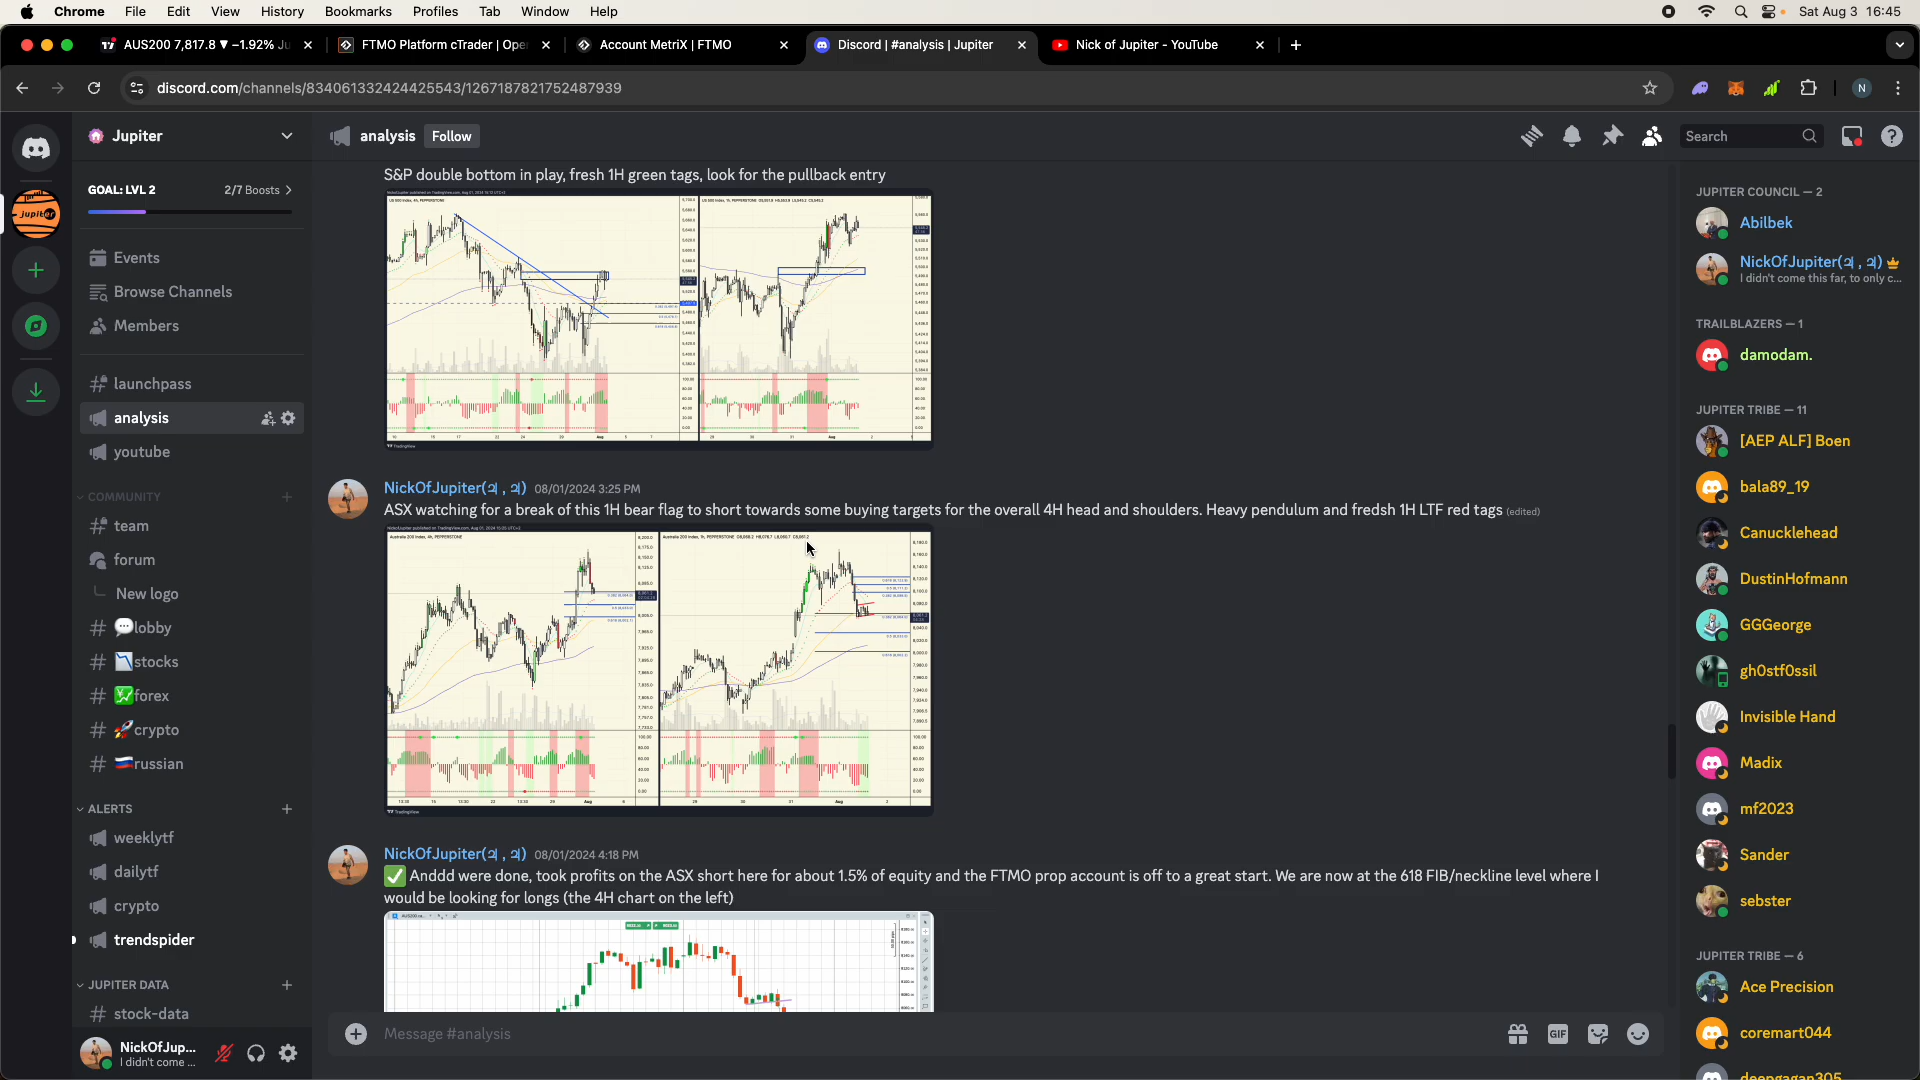 Chrome File Edit View History Bookmarks Profiles Tab Window Help Sat Aug 3 16:45
AUS200 7,817.8 ▼ −1.92% Ju
FTMO Platform cTrader | Ope
Account MetriX | FTMO
Discord | #analysis | Jupiter
Nick of Jupiter - YouTube
discord.com/channels/834061332424425543/1267187821752487939
N
Jupiter
GOAL: LVL 2 2/7 Boosts
jupiter
Events
Browse Channels
Members
launchpass
analysis
youtube
COMMUNITY
team
forum
New logo
💬lobby
📉stocks
💹forex
🚀crypto
🇷🇺russian
ALERTS
weeklytf
dailytf
crypto
trendspider
JUPITER DATA
stock-data
NickOfJup...
I didn't come ...
analysis Follow
Search
S&P double bottom in play, fresh 1H green tags, look for the pullback entry
NickOfJupiter(♃ , ♃) 08/01/2024 3:25 PM
ASX watching for a break of this 1H bear flag to short towards some buying targets for the overall 4H head and shoulders. Heavy pendulum and fredsh 1H LTF red tags (edited)
NickOfJupiter(♃ , ♃) 08/01/2024 4:18 PM
✅ Anddd were done, took profits on the ASX short here for about 1.5% of equity and the FTMO prop account is off to a great start. We are now at the 618 FIB/neckline level where I
would be looking for longs (the 4H chart on the left)
Message #analysis
GIF
JUPITER COUNCIL — 2
Abilbek
NickOfJupiter(♃ , ♃)
I didn't come this far, to only c...
TRAILBLAZERS — 1
damodam.
JUPITER TRIBE — 11
[AEP ALF] Boen
bala89_19
Canucklehead
DustinHofmann
GGGeorge
gh0stf0ssil
Invisible Hand
Madix
mf2023
Sander
sebster
JUPITER TRIBE — 6
Ace Precision
coremart044
deepgagan305